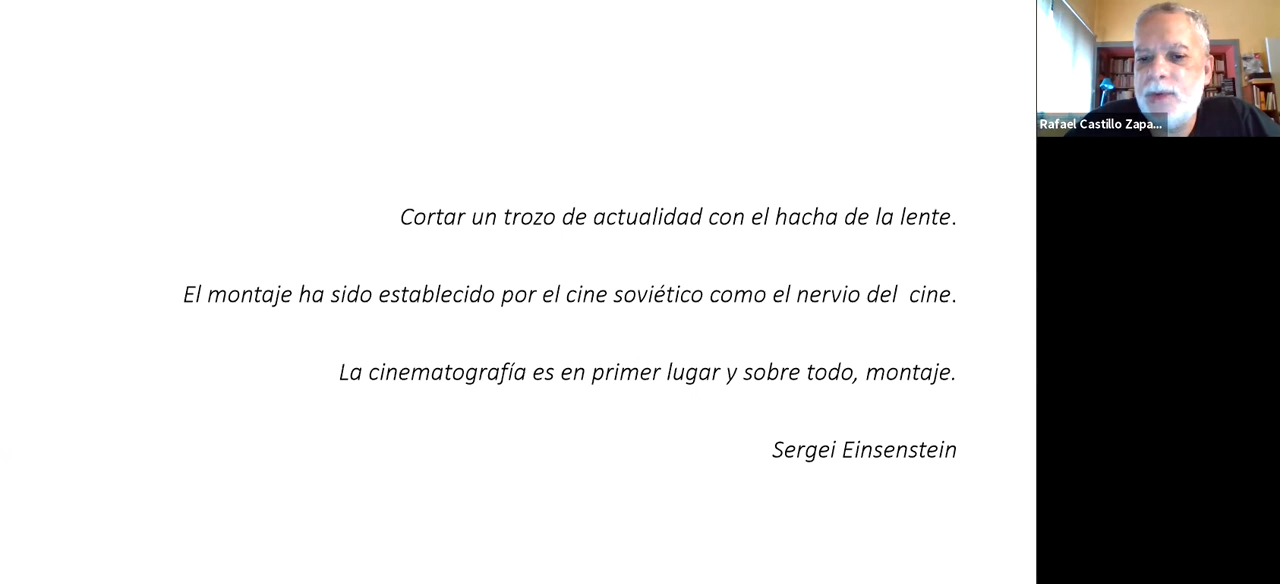 Rafael Castillo Zapa...
Cortar un trozo de actualidad con el hacha de la lente.
El montaje ha sido establecido por el cine soviético como el nervio del  cine.
La cinematografía es en primer lugar y sobre todo, montaje.
Sergei Einsenstein